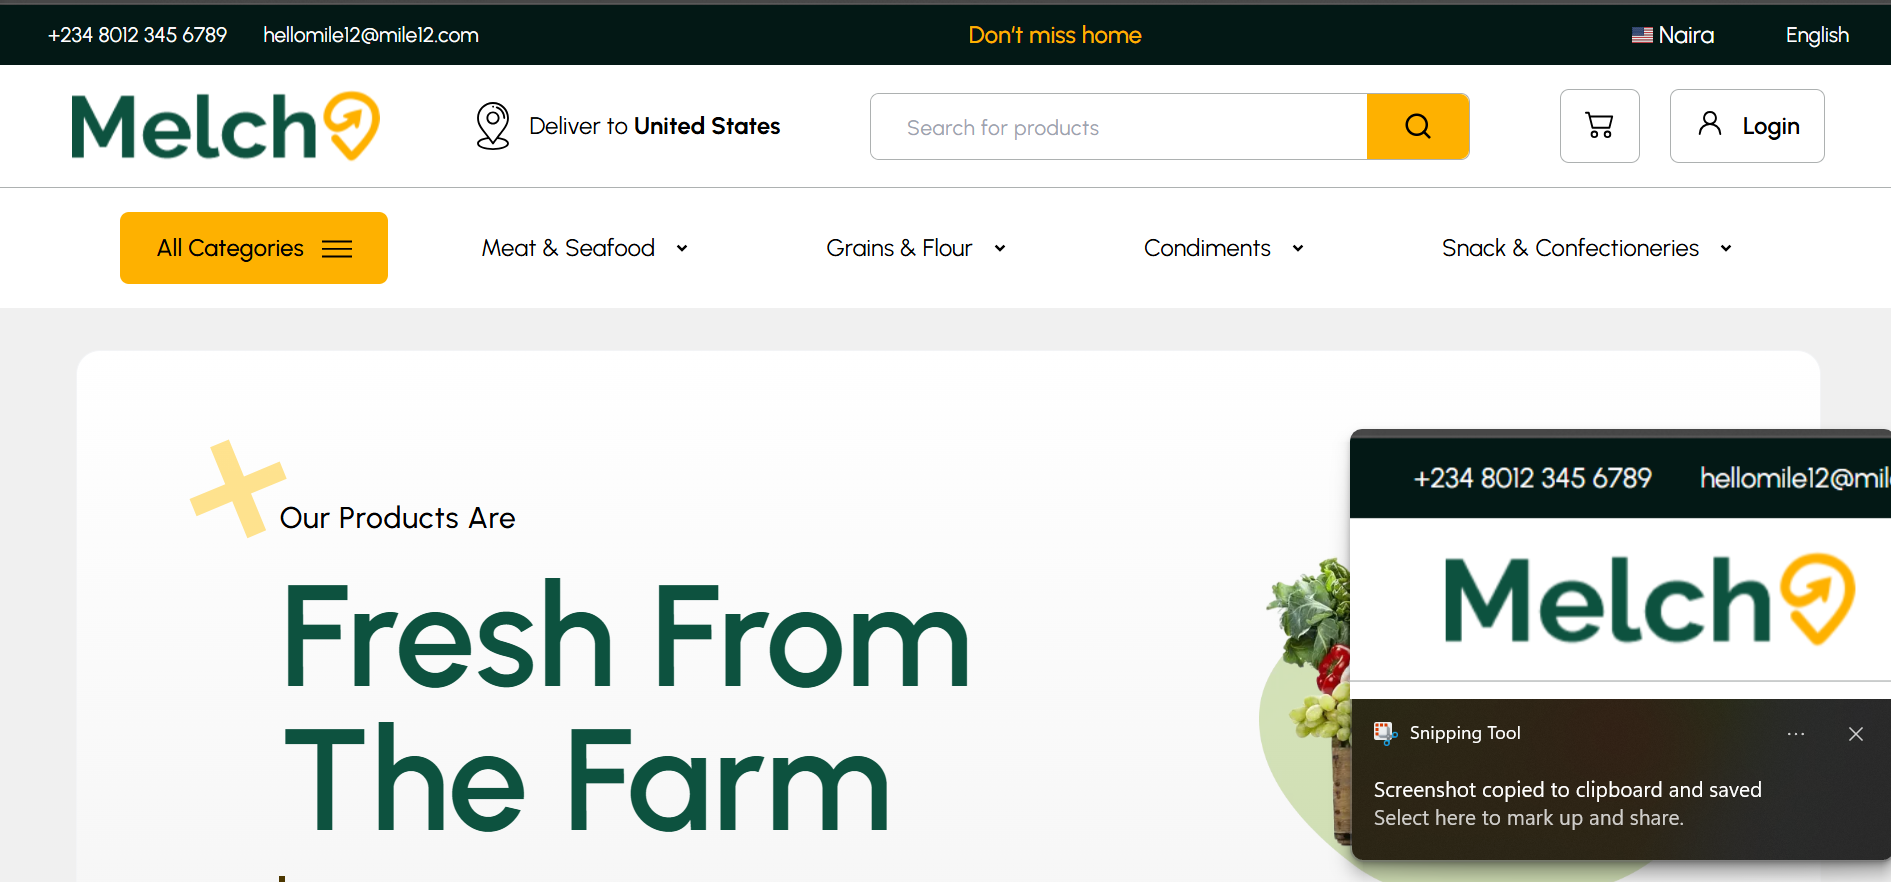 +234 8012 345 6789 hellomile12@mile12.com Don't miss home Naira English
Melch
Deliver to United States
Search for products
Login
All Categories Meat & Seafood Grains & Flour Condiments Snack & Confectioneries
Our Products Are
Fresh From
The Farm
+234 8012 345 6789 hellomile12@mil
Melch
Snipping Tool
Screenshot copied to clipboard and saved
Select here to mark up and share.